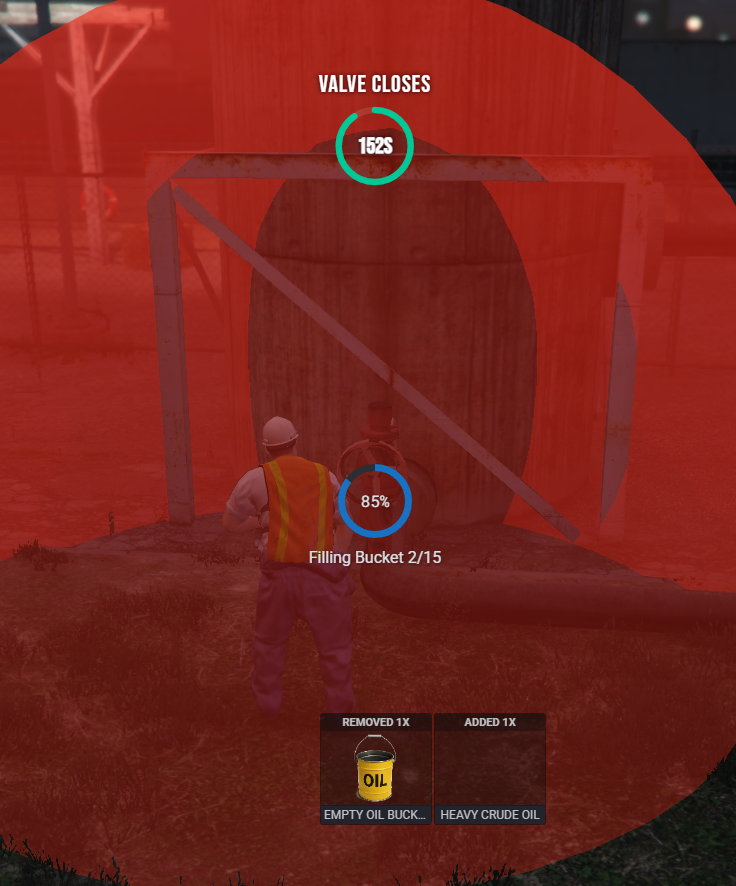 VALVE CLOSES
152S
85%
Filling Bucket 2/15
REMOVED 1X
ADDED 1X
OIL
EMPTY OIL BUCK...
HEAVY CRUDE OIL